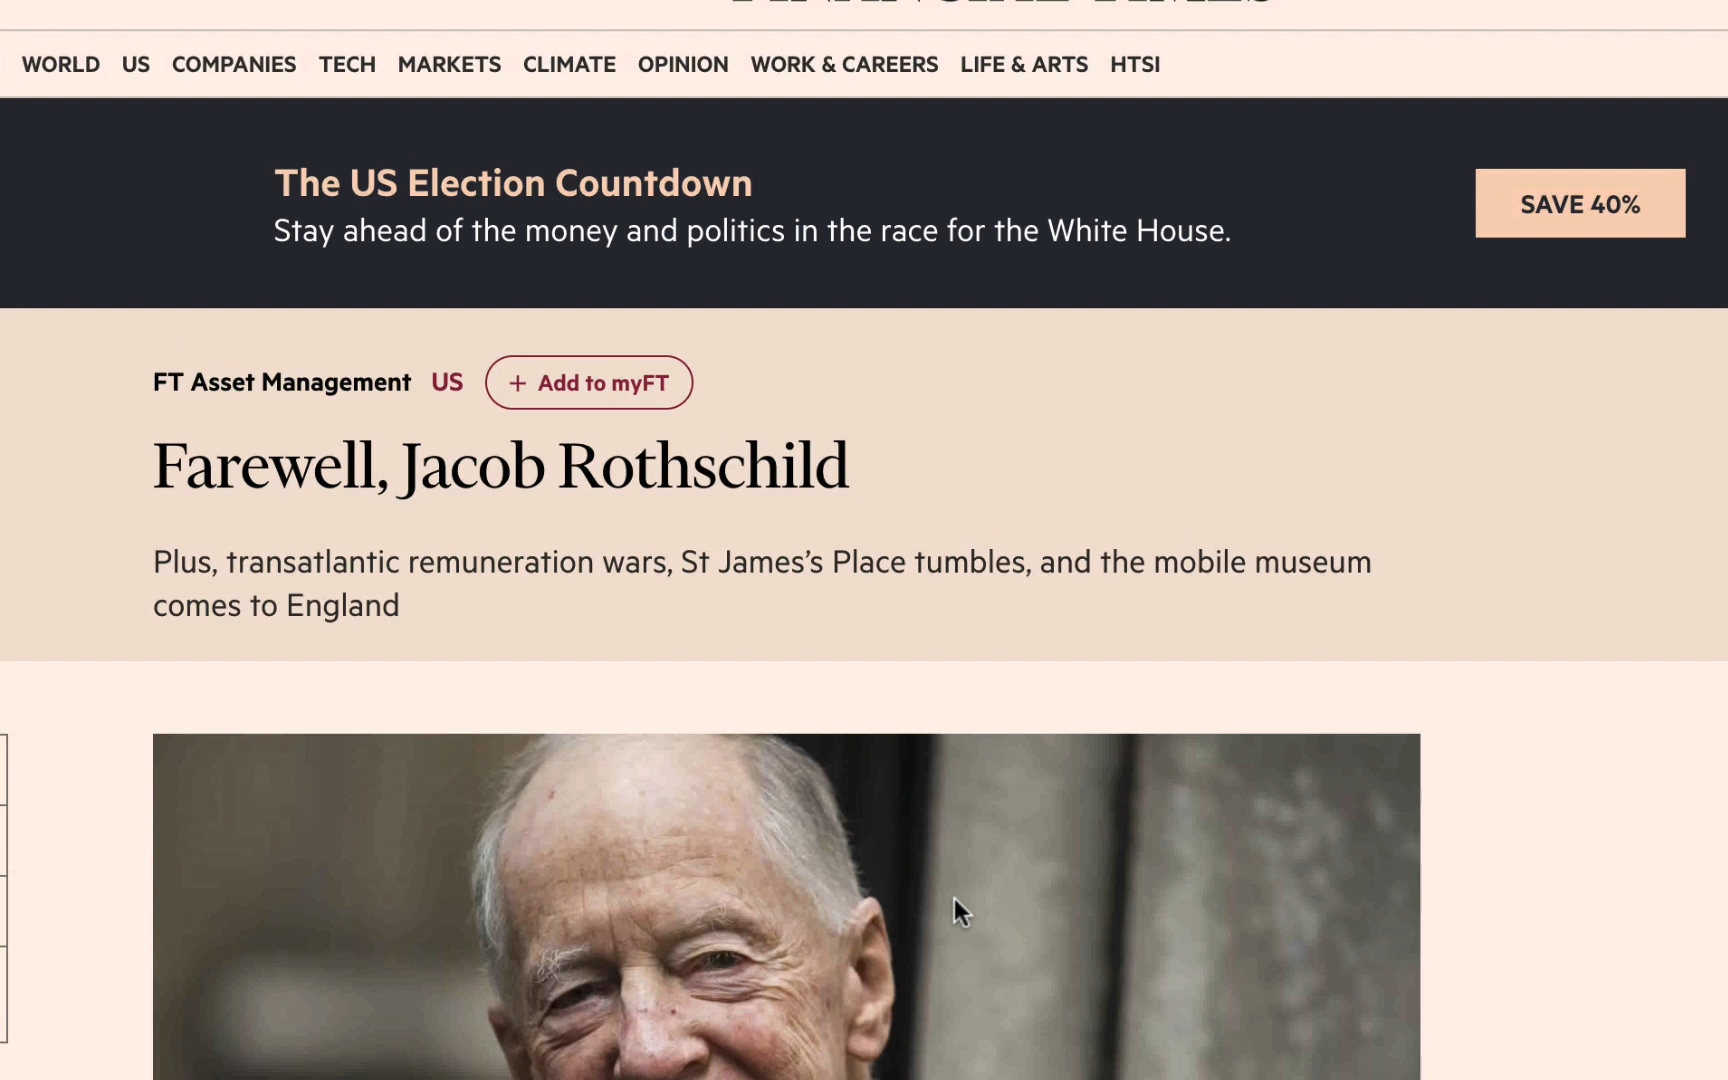 FINANCIAL TIMES
WORLD US COMPANIES TECH MARKETS CLIMATE OPINION WORK & CAREERS LIFE & ARTS HTSI
The US Election Countdown
Stay ahead of the money and politics in the race for the White House.
SAVE 40%
FT Asset Management US + Add to myFT
Farewell, Jacob Rothschild
Plus, transatlantic remuneration wars, St James’s Place tumbles, and the mobile museum
comes to England